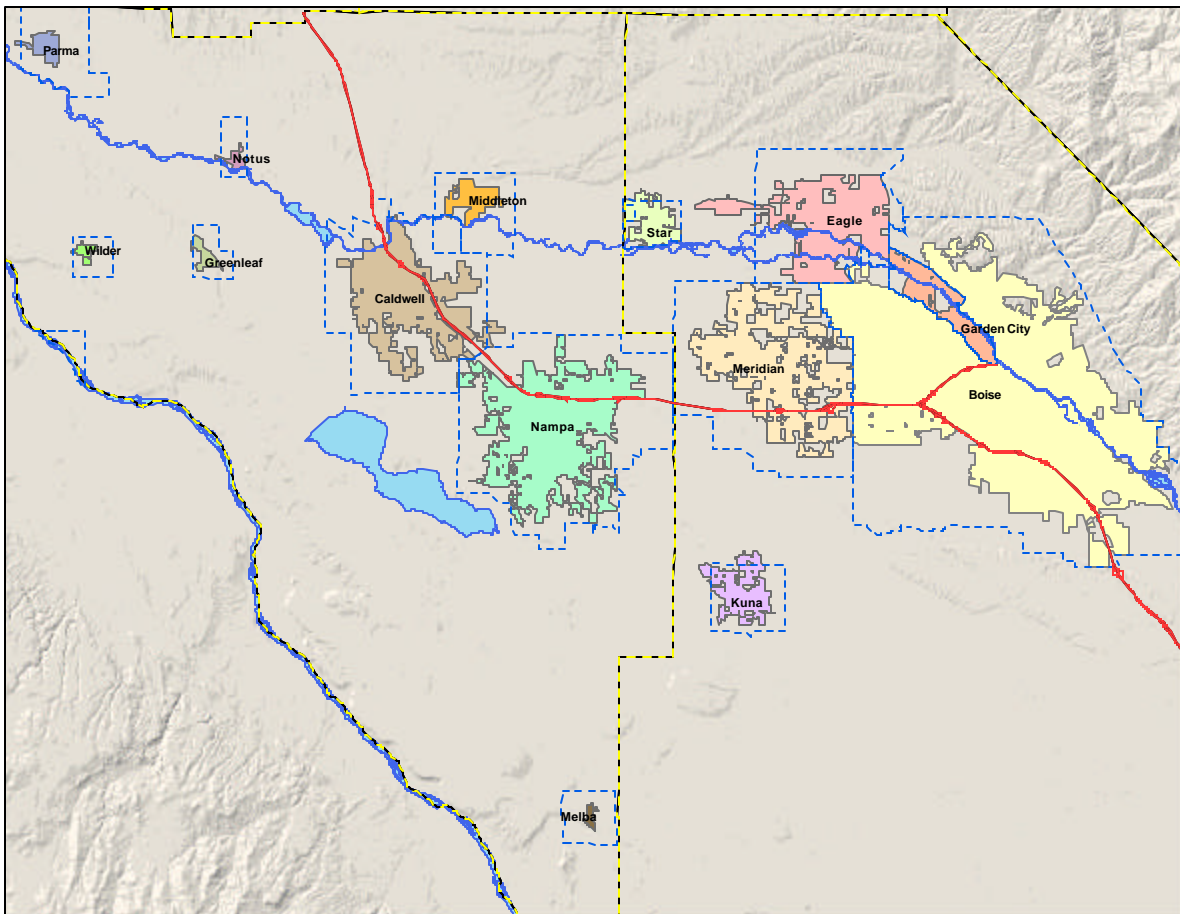 Parma
Notus
Middleton
Eagle
Star
Wilder
Greenleaf
Caldwell
Garden City
Meridian
Boise
Nampa
Kuna
Melba